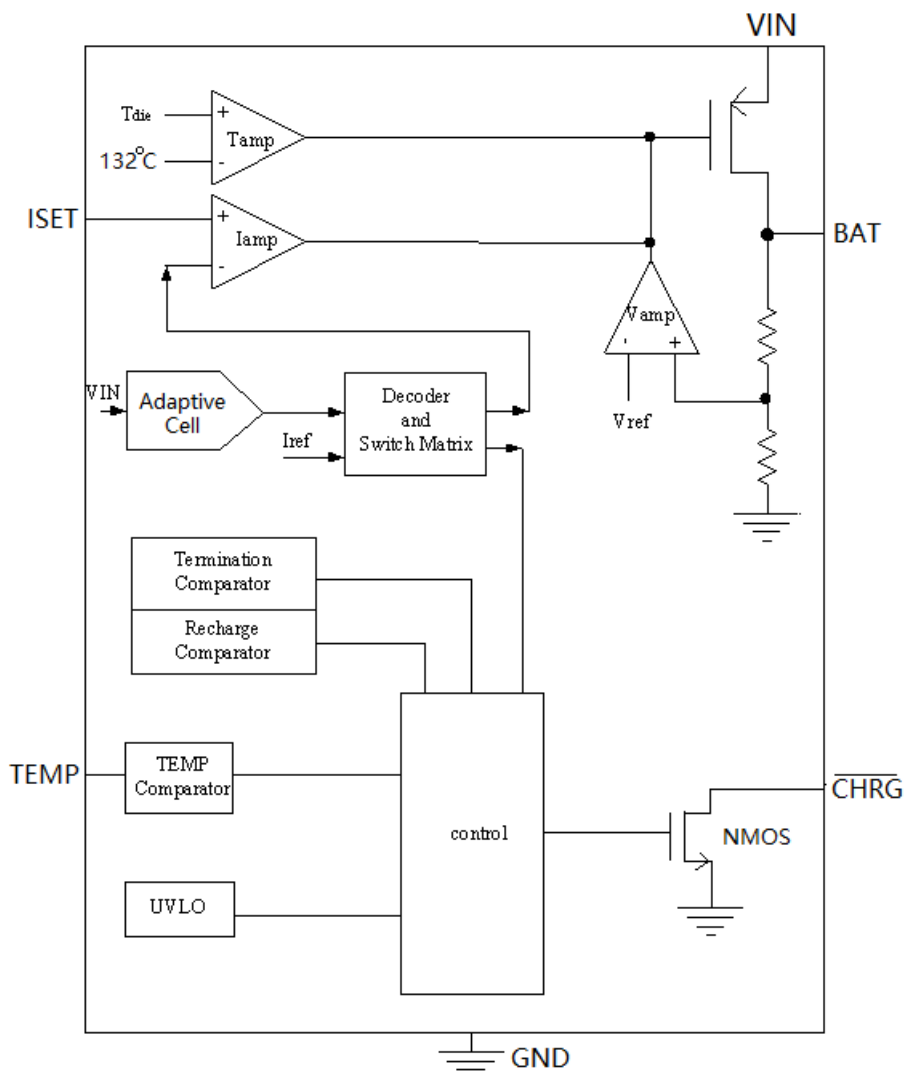 VIN
Tdie
+
Tamp
132°C
-
ISET
+
Iamp
-
BAT
Vamp
-
+
VIN
Adaptive
Cell
Decoder
and
Switch Matrix
Iref
Vref
Termination
Comparator
Recharge
Comparator
TEMP
TEMP
Comparator
CHRG
control
NMOS
UVLO
GND